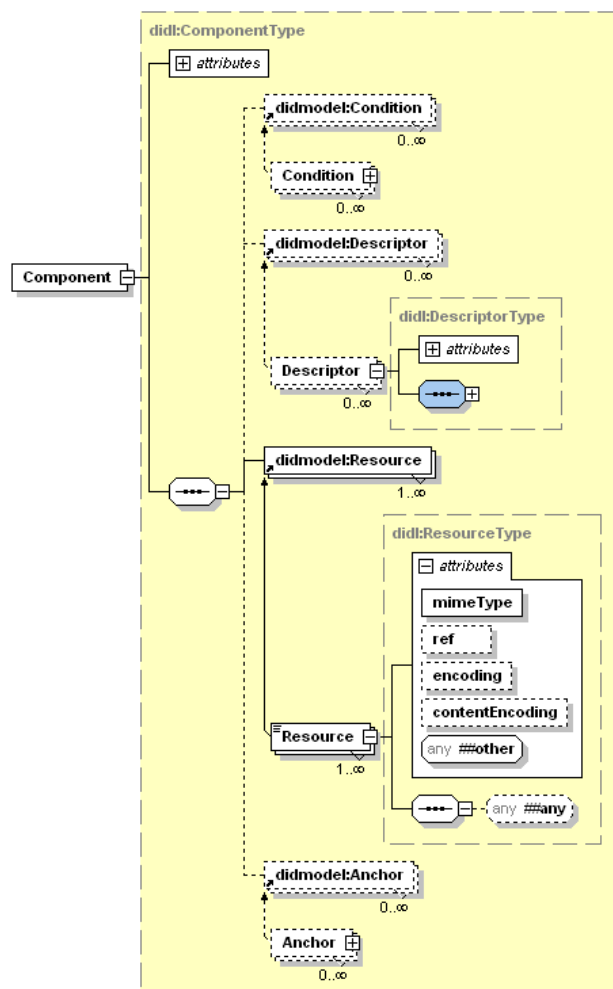 didl:ComponentType
attributes
didmodel:Condition
0..∞
Condition
0..∞
didmodel:Descriptor
0..∞
Component
didl:DescriptorType
attributes
Descriptor
0..∞
didmodel:Resource
1..∞
didl:ResourceType
attributes
mimeType
ref
encoding
contentEncoding
any ##other
Resource
1..∞
any ##any
didmodel:Anchor
0..∞
Anchor
0..∞